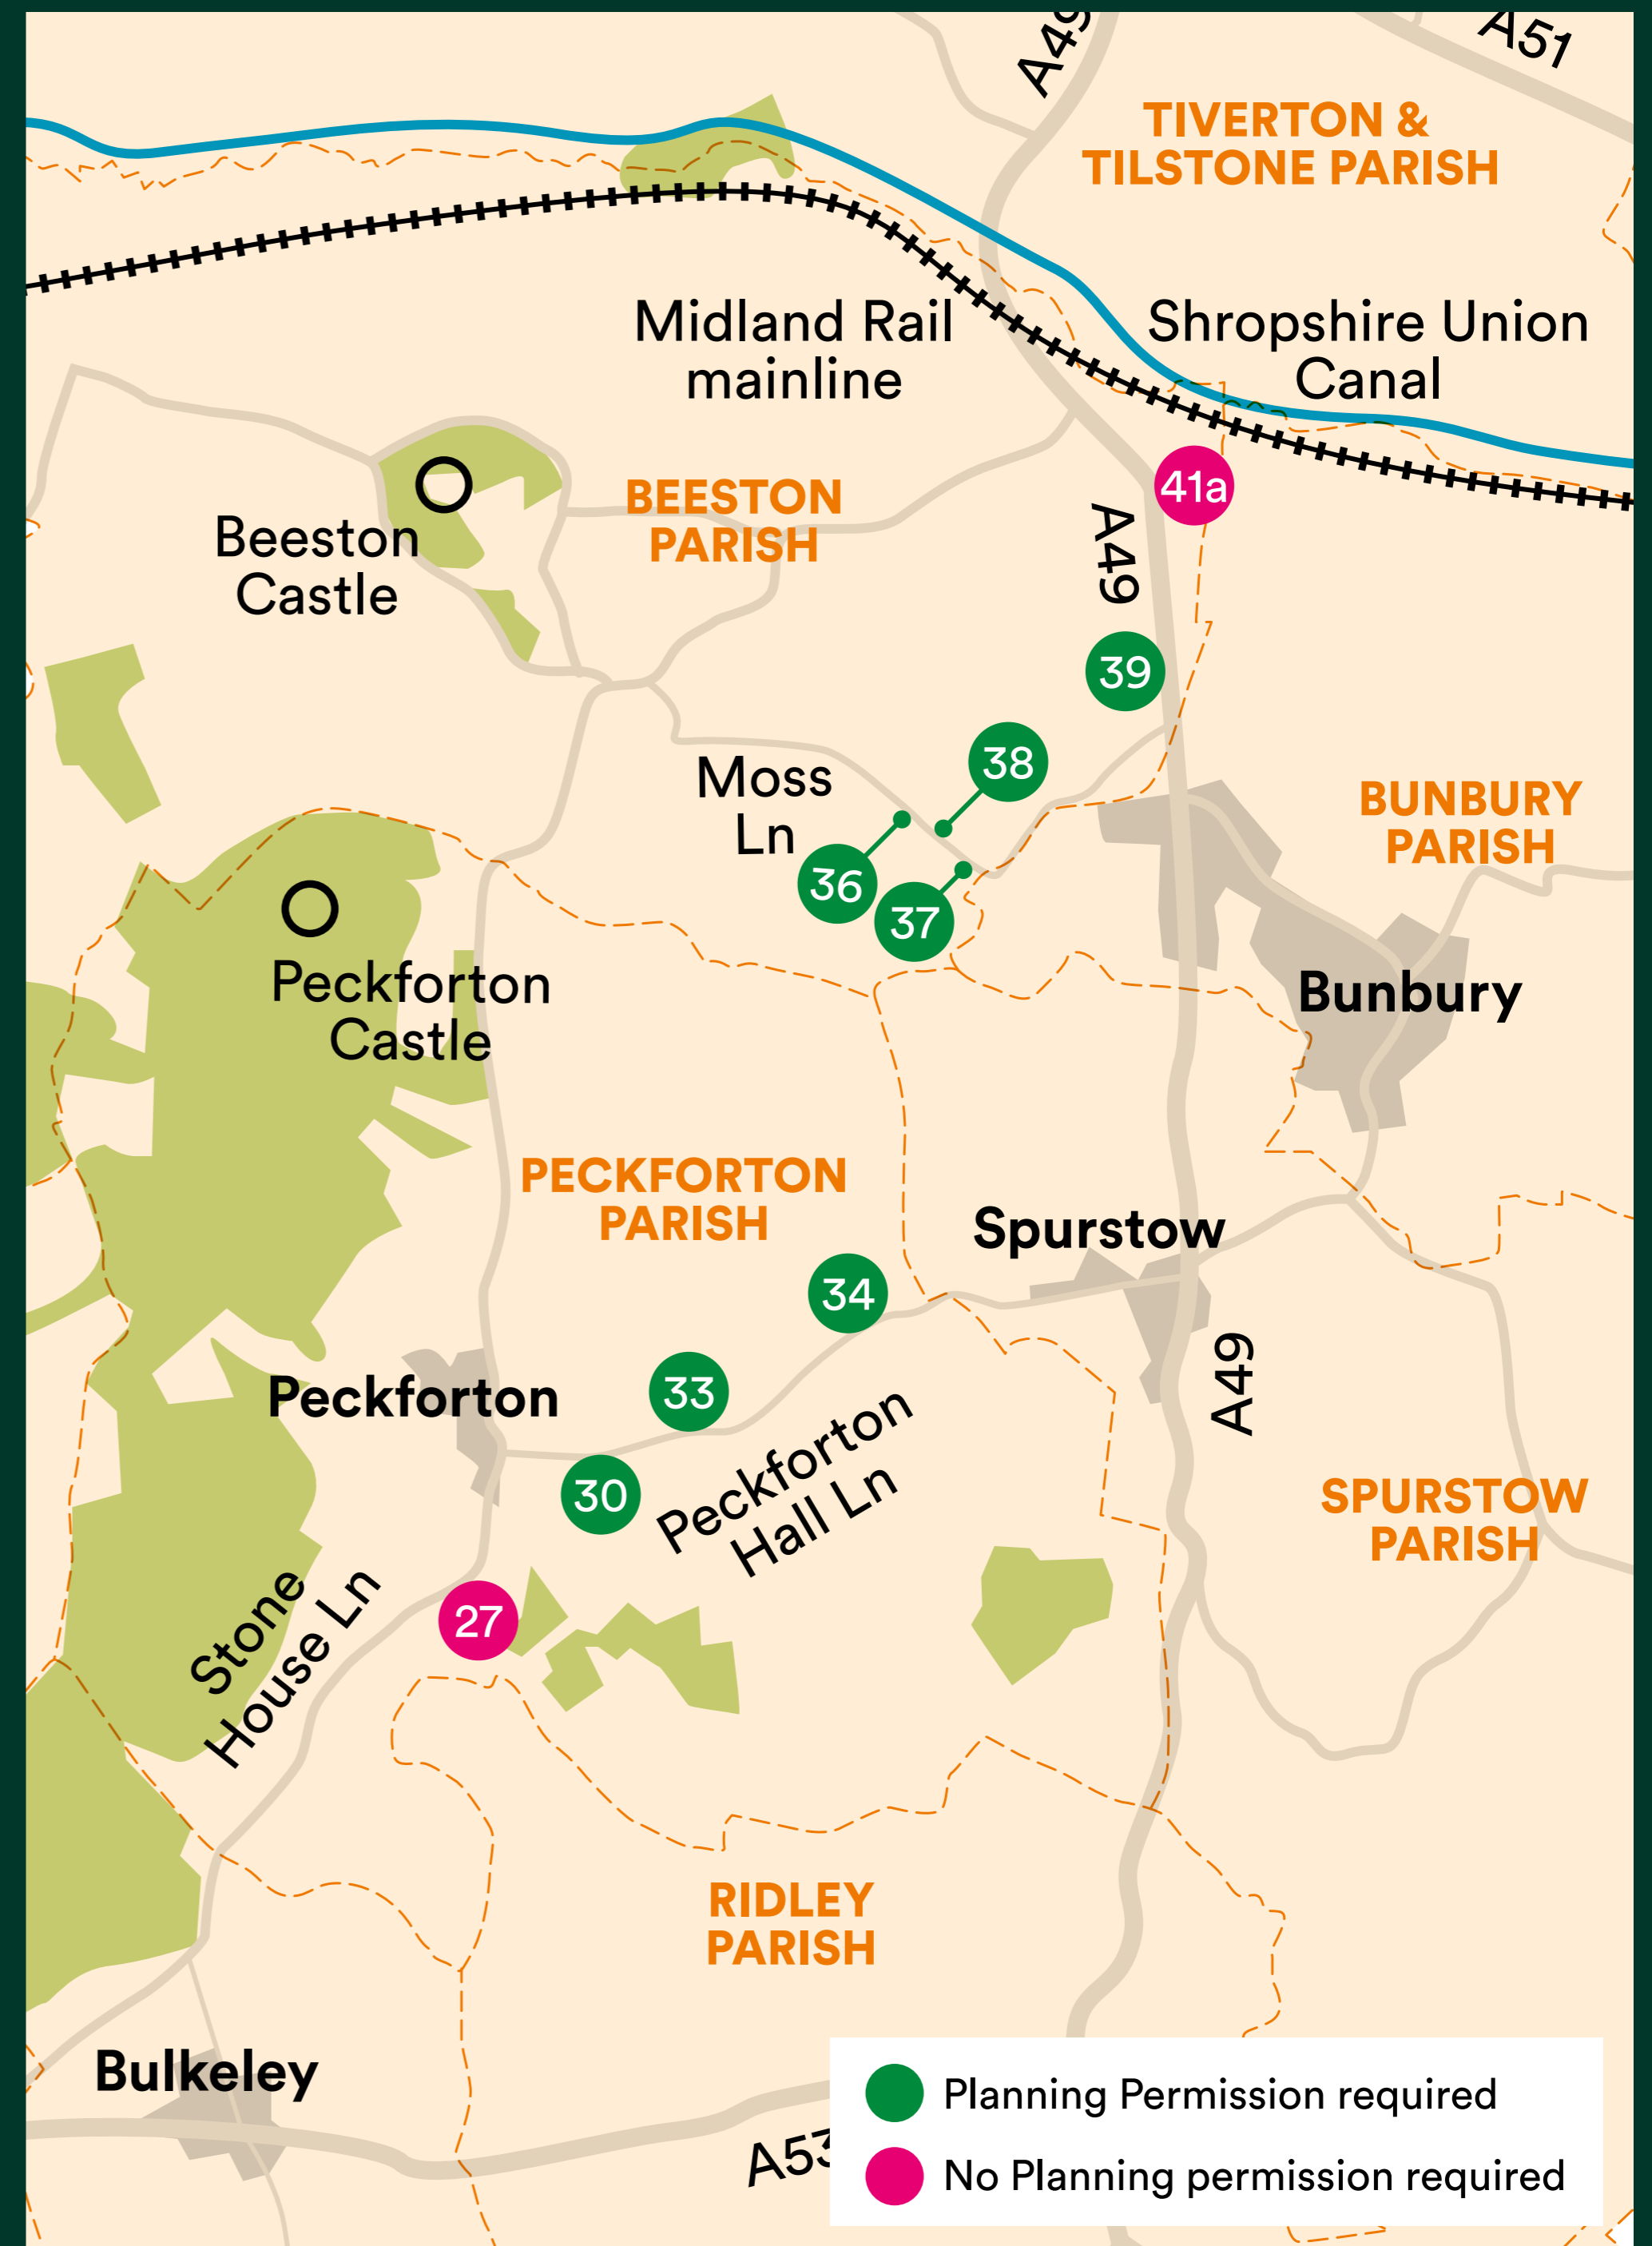 A49
A51
TIVERTON &
TILSTONE PARISH
Midland Rail
mainline
Shropshire Union
Canal
41a
BEESTON
PARISH
Beeston
Castle
A49
39
38
Moss
Ln
36
37
BUNBURY
PARISH
Peckforton
Castle
Bunbury
PECKFORTON
PARISH
Spurstow
34
33
Peckforton
A49
30
Peckforton
Hall Ln
SPURSTOW
PARISH
27
Stone
House Ln
RIDLEY
PARISH
Bulkeley
A53
Planning Permission required
No Planning permission required